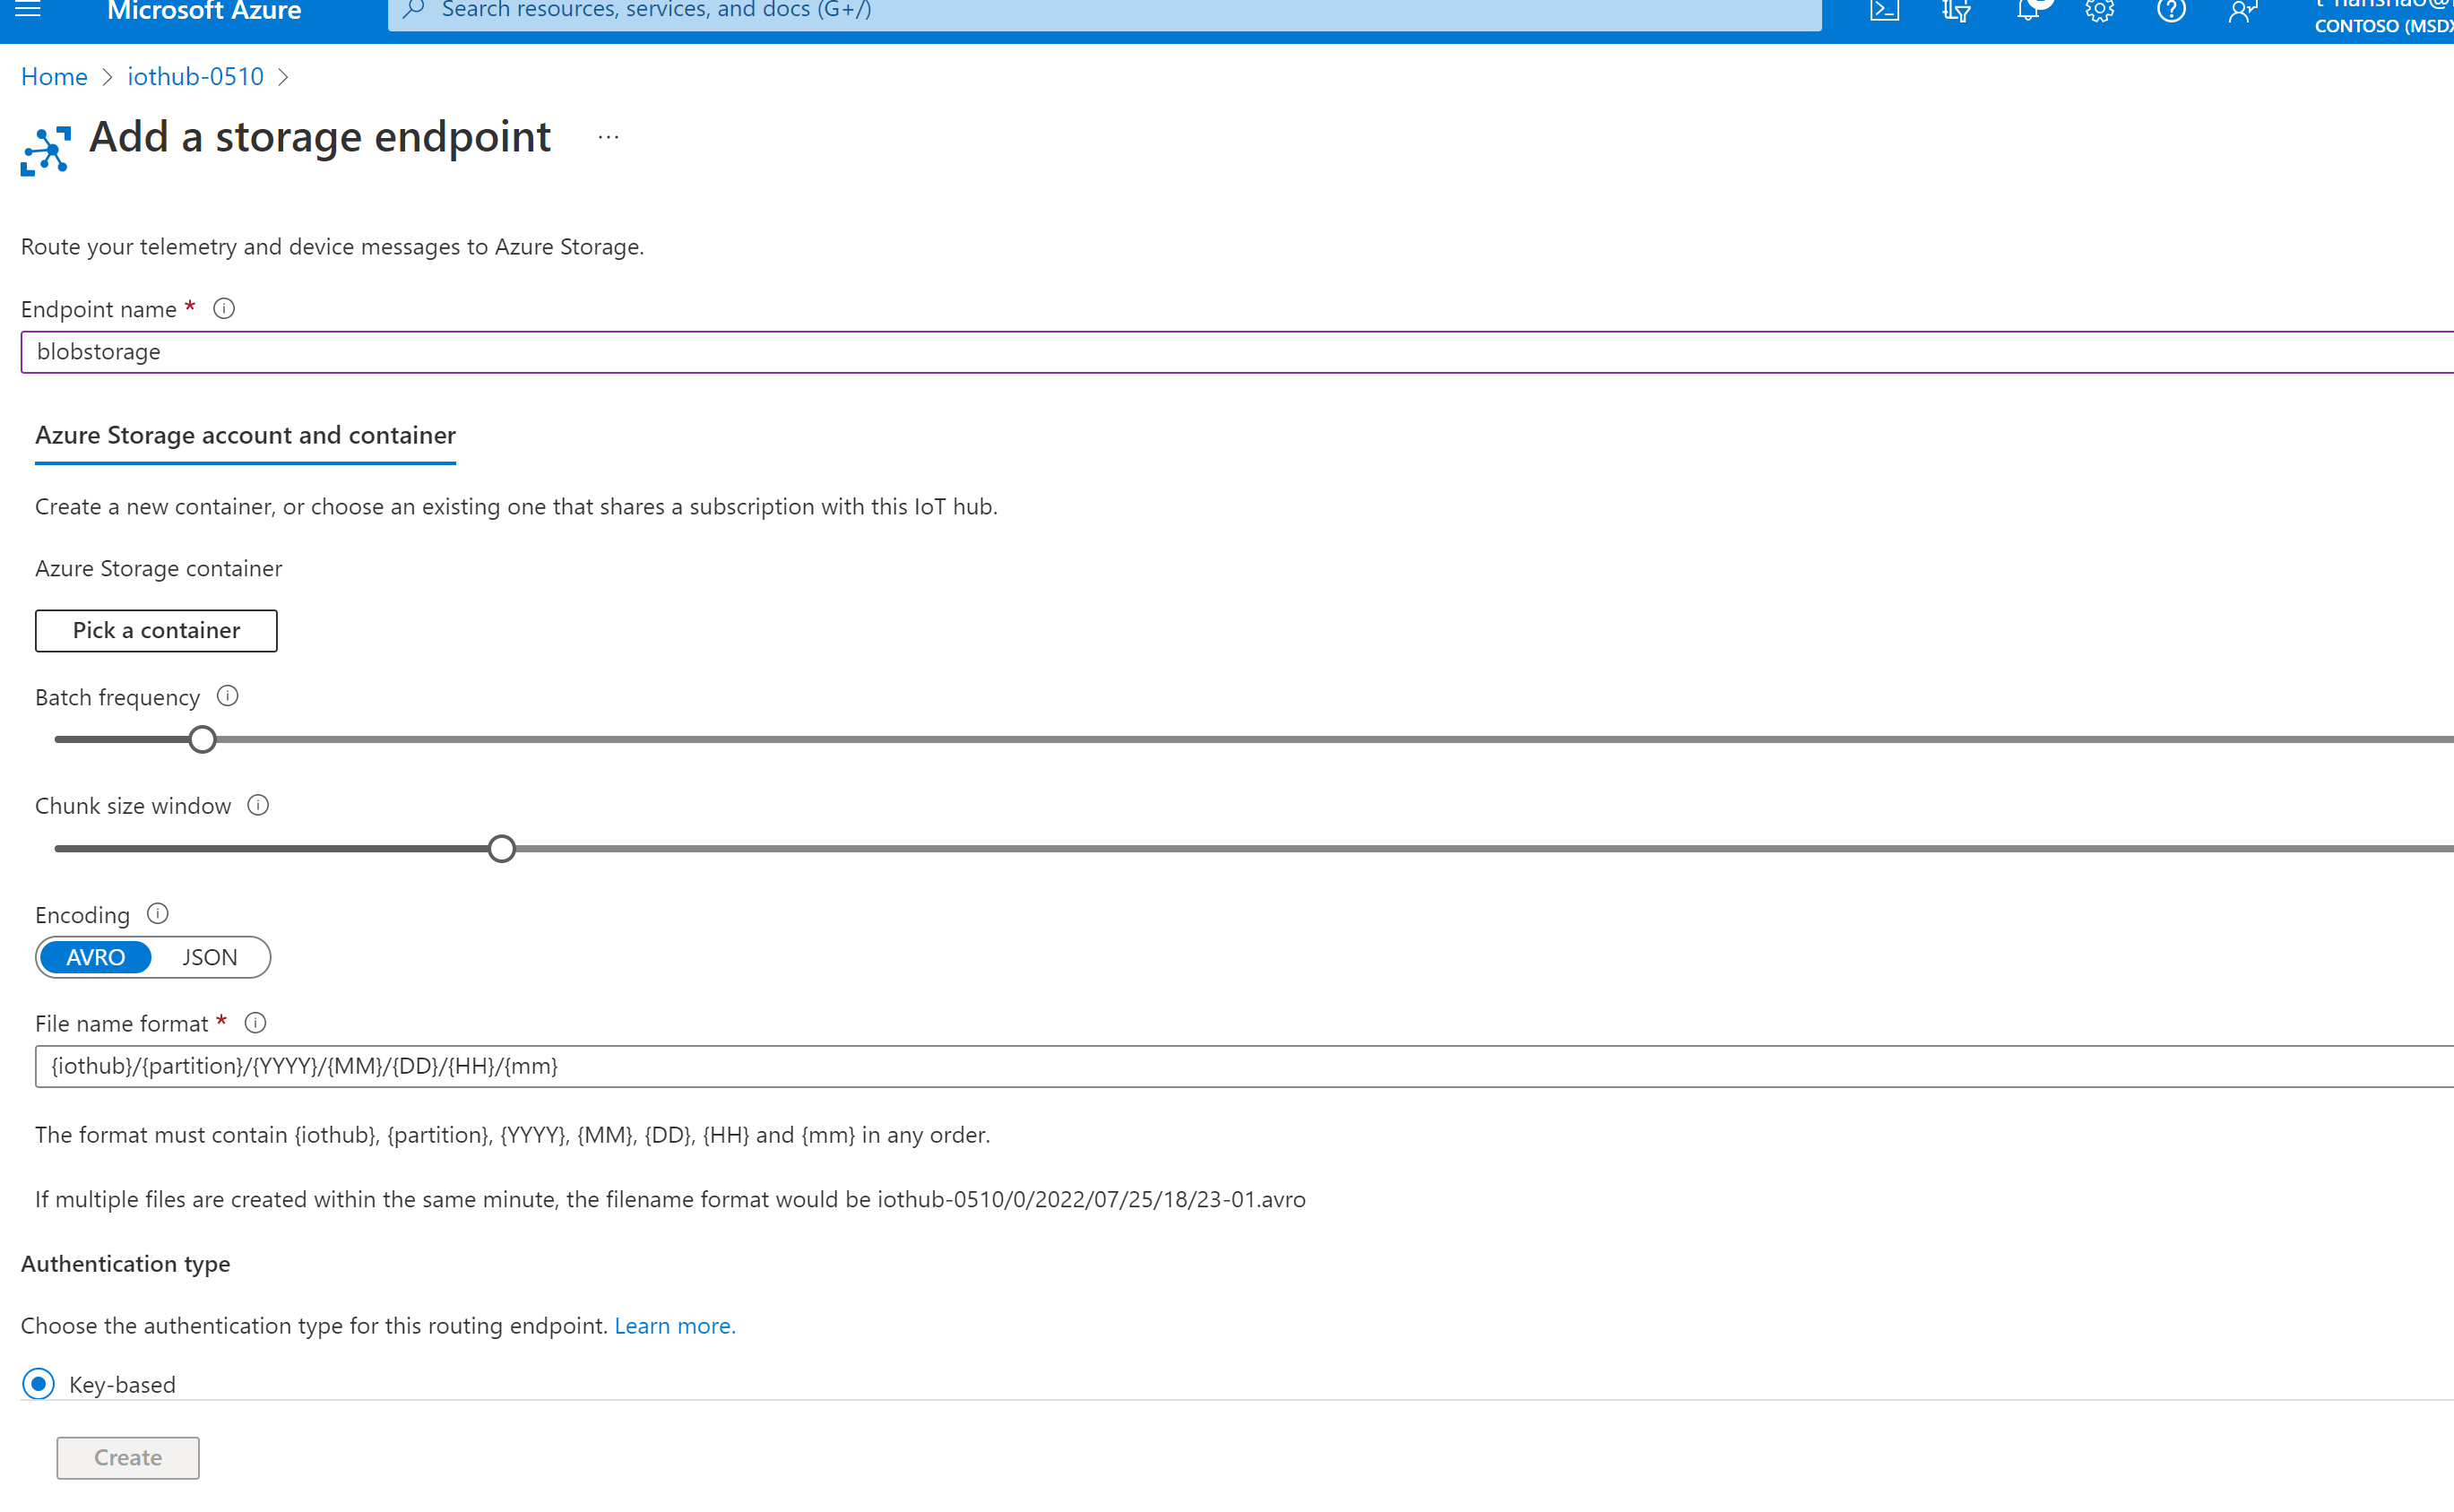 Microsoft Azure
Search resources, services, and docs (G+/)
CONTOSO (MSDX
Home > iothub-0510 >
Add a storage endpoint ...
Route your telemetry and device messages to Azure Storage.
Endpoint name *
blobstorage
Azure Storage account and container
Create a new container, or choose an existing one that shares a subscription with this IoT hub.
Azure Storage container
Pick a container
Batch frequency
Chunk size window
Encoding
AVRO JSON
File name format *
{iothub}/{partition}/{YYYY}/{MM}/{DD}/{HH}/{mm}
The format must contain {iothub}, {partition}, {YYYY}, {MM}, {DD}, {HH} and {mm} in any order.
If multiple files are created within the same minute, the filename format would be iothub-0510/0/2022/07/25/18/23-01.avro
Authentication type
Choose the authentication type for this routing endpoint. Learn more.
Key-based
Create